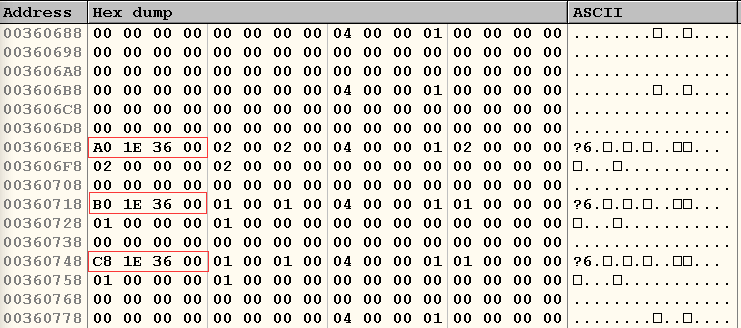 Address Hex dump ASCII
00360688 00 00 00 00 00 00 00 00 04 00 00 01 00 00 00 00 ........□..□....
00360698 00 00 00 00 00 00 00 00 00 00 00 00 00 00 00 00 ................
003606A8 00 00 00 00 00 00 00 00 00 00 00 00 00 00 00 00 ................
003606B8 00 00 00 00 00 00 00 00 04 00 00 01 00 00 00 00 ........□..□....
003606C8 00 00 00 00 00 00 00 00 00 00 00 00 00 00 00 00 ................
003606D8 00 00 00 00 00 00 00 00 00 00 00 00 00 00 00 00 ................
003606E8 A0 1E 36 00 02 00 02 00 04 00 00 01 02 00 00 00 ?6.□.□.□..□□...
003606F8 02 00 00 00 02 00 00 00 00 00 00 00 00 00 00 00 □...□...........
00360708 00 00 00 00 00 00 00 00 00 00 00 00 00 00 00 00 ................
00360718 B0 1E 36 00 01 00 01 00 04 00 00 01 01 00 00 00 ?6.□.□.□..□□...
00360728 01 00 00 00 01 00 00 00 00 00 00 00 00 00 00 00 □...□...........
00360738 00 00 00 00 00 00 00 00 00 00 00 00 00 00 00 00 ................
00360748 C8 1E 36 00 01 00 01 00 04 00 00 01 01 00 00 00 ?6.□.□.□..□□...
00360758 01 00 00 00 01 00 00 00 00 00 00 00 00 00 00 00 □...□...........
00360768 00 00 00 00 00 00 00 00 00 00 00 00 00 00 00 00 ................
00360778 00 00 00 00 00 00 00 00 04 00 00 01 00 00 00 00 ........□..□....